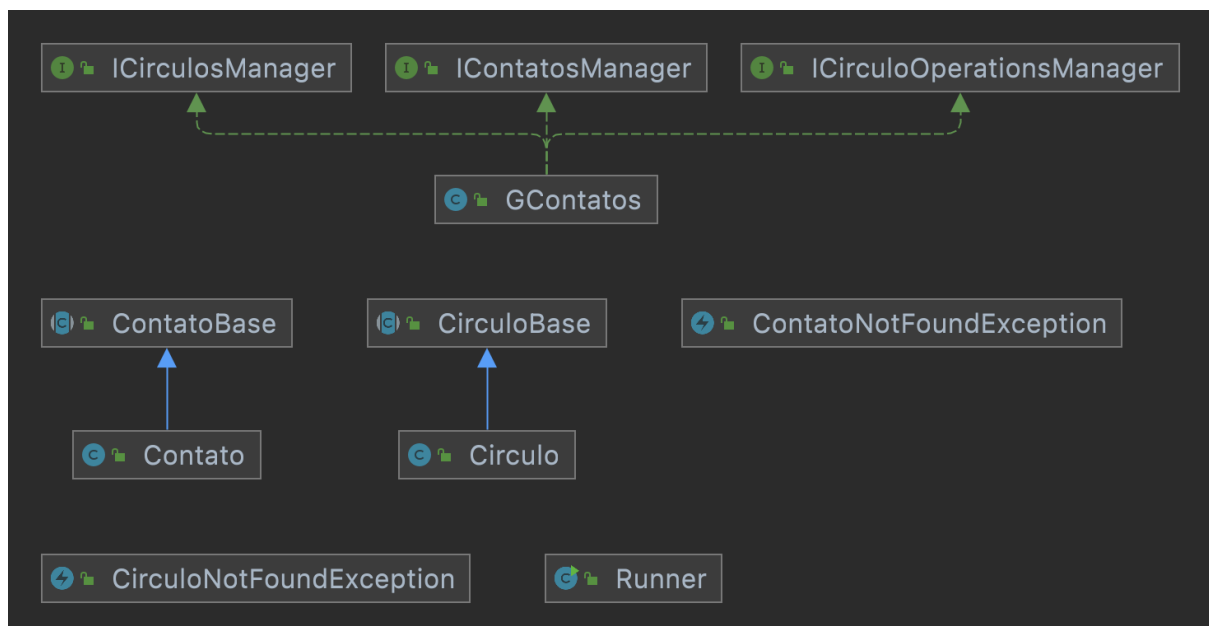 ICirculosManager IContatosManager ICirculoOperationsManager
GContatos
ContatoBase CirculoBase ContatoNotFoundException
Contato Circulo
CirculoNotFoundException Runner